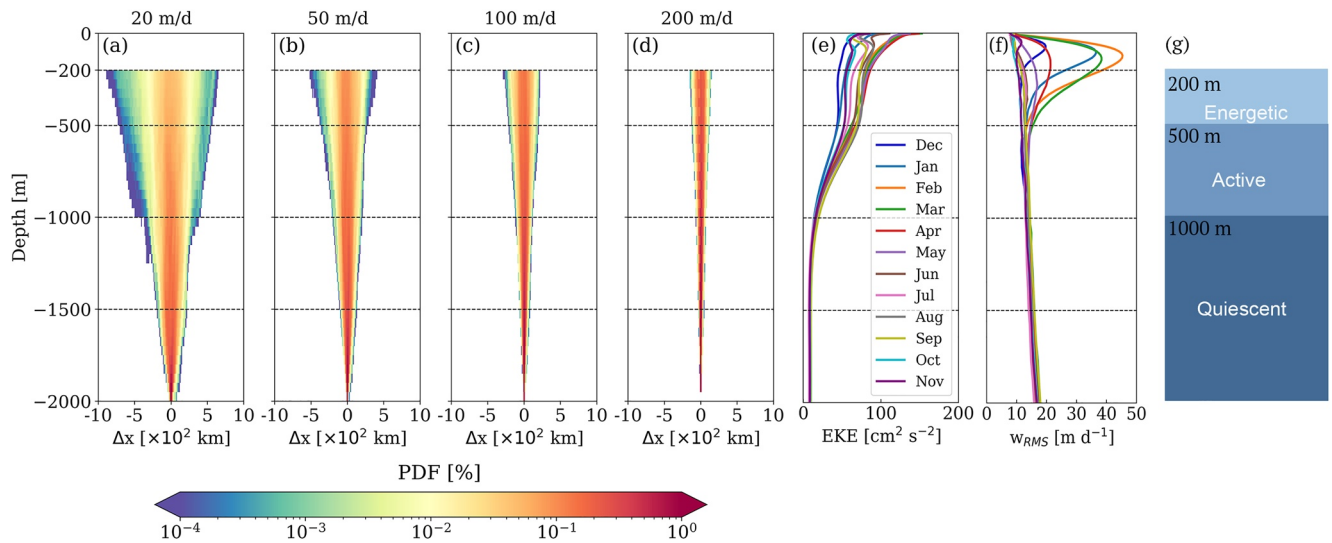 20 m/d
50 m/d
100 m/d
200 m/d
(a)
(b)
(c)
(d)
(e)
(f)
(g)
Depth [m]
0
−200
−500
−1000
−1500
−2000
-10 -5 0 5 10
Δx [×10² km]
-10 -5 0 5 10
Δx [×10² km]
-10 -5 0 5 10
Δx [×10² km]
-10 -5 0 5 10
Δx [×10² km]
Dec
Jan
Feb
Mar
Apr
May
Jun
Jul
Aug
Sep
Oct
Nov
0 100 200
EKE [cm² s⁻²]
0 10 20 30 40 50
w_RMS [m d⁻¹]
200 m
Energetic
500 m
Active
1000 m
Quiescent
PDF [%]
10⁻⁴ 10⁻³ 10⁻² 10⁻¹ 10⁰